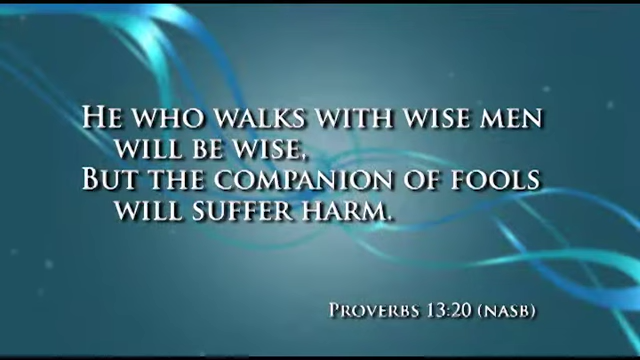 He who walks with wise men
will be wise,
But the companion of fools
will suffer harm.
Proverbs 13:20 (NASB)